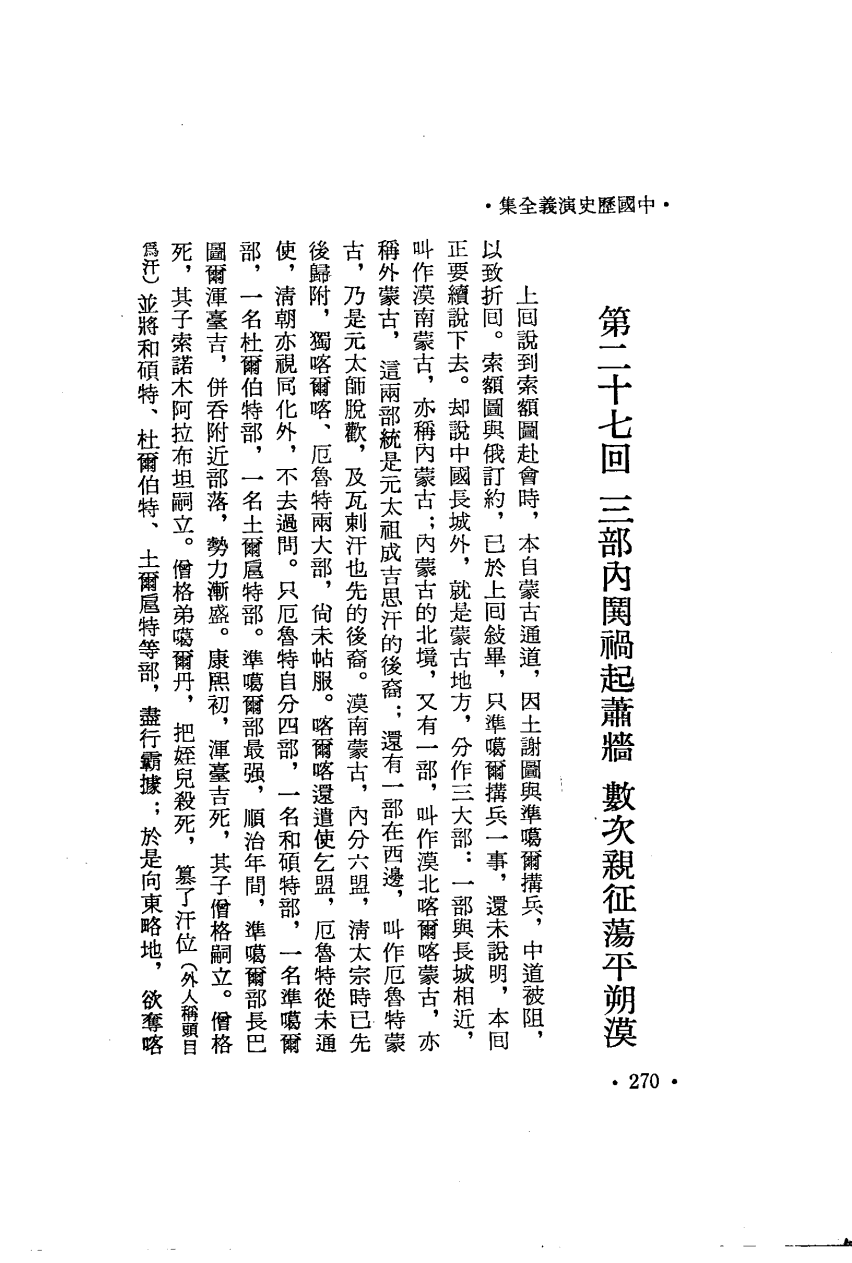 •中國歷史演義全集•
第二十七回 三部內鬨禍起蕭牆 數次親征蕩平朔漠
上回說到索額圖赴會時，本自蒙古通道，因土謝圖與準噶爾搆兵，中道被阻，
以致折回。索額圖與俄訂約，已於上回敍畢，只準噶爾搆兵一事，還未說明，本回
正要續說下去。却說中國長城外，就是蒙古地方，分作三大部：一部與長城相近，
叫作漠南蒙古，亦稱內蒙古；內蒙古的北境，又有一部，叫作漠北喀爾喀蒙古，亦
稱外蒙古，這兩部統是元太祖成吉思汗的後裔；還有一部在西邊，叫作厄魯特蒙
古，乃是元太師脫歡，及瓦剌汗也先的後裔。漠南蒙古，內分六盟，清太宗時已先
後歸附，獨喀爾喀、厄魯特兩大部，尙未帖服。喀爾喀還遣使乞盟，厄魯特從未通
使，清朝亦視同化外，不去過問。只厄魯特自分四部，一名和碩特部，一名準噶爾
部，一名杜爾伯特部，一名土爾扈特部。準噶爾部最强，順治年間，準噶爾部長巴
圖爾渾臺吉，併吞附近部落，勢力漸盛。康熙初，渾臺吉死，其子僧格嗣立。僧格
死，其子索諾木阿拉布坦嗣立。僧格弟噶爾丹，把姪兒殺死，篡了汗位（外人稱頭目
爲汗）並將和碩特、杜爾伯特、土爾扈特等部，盡行霸據；於是向東略地，欲奪喀
• 270 •